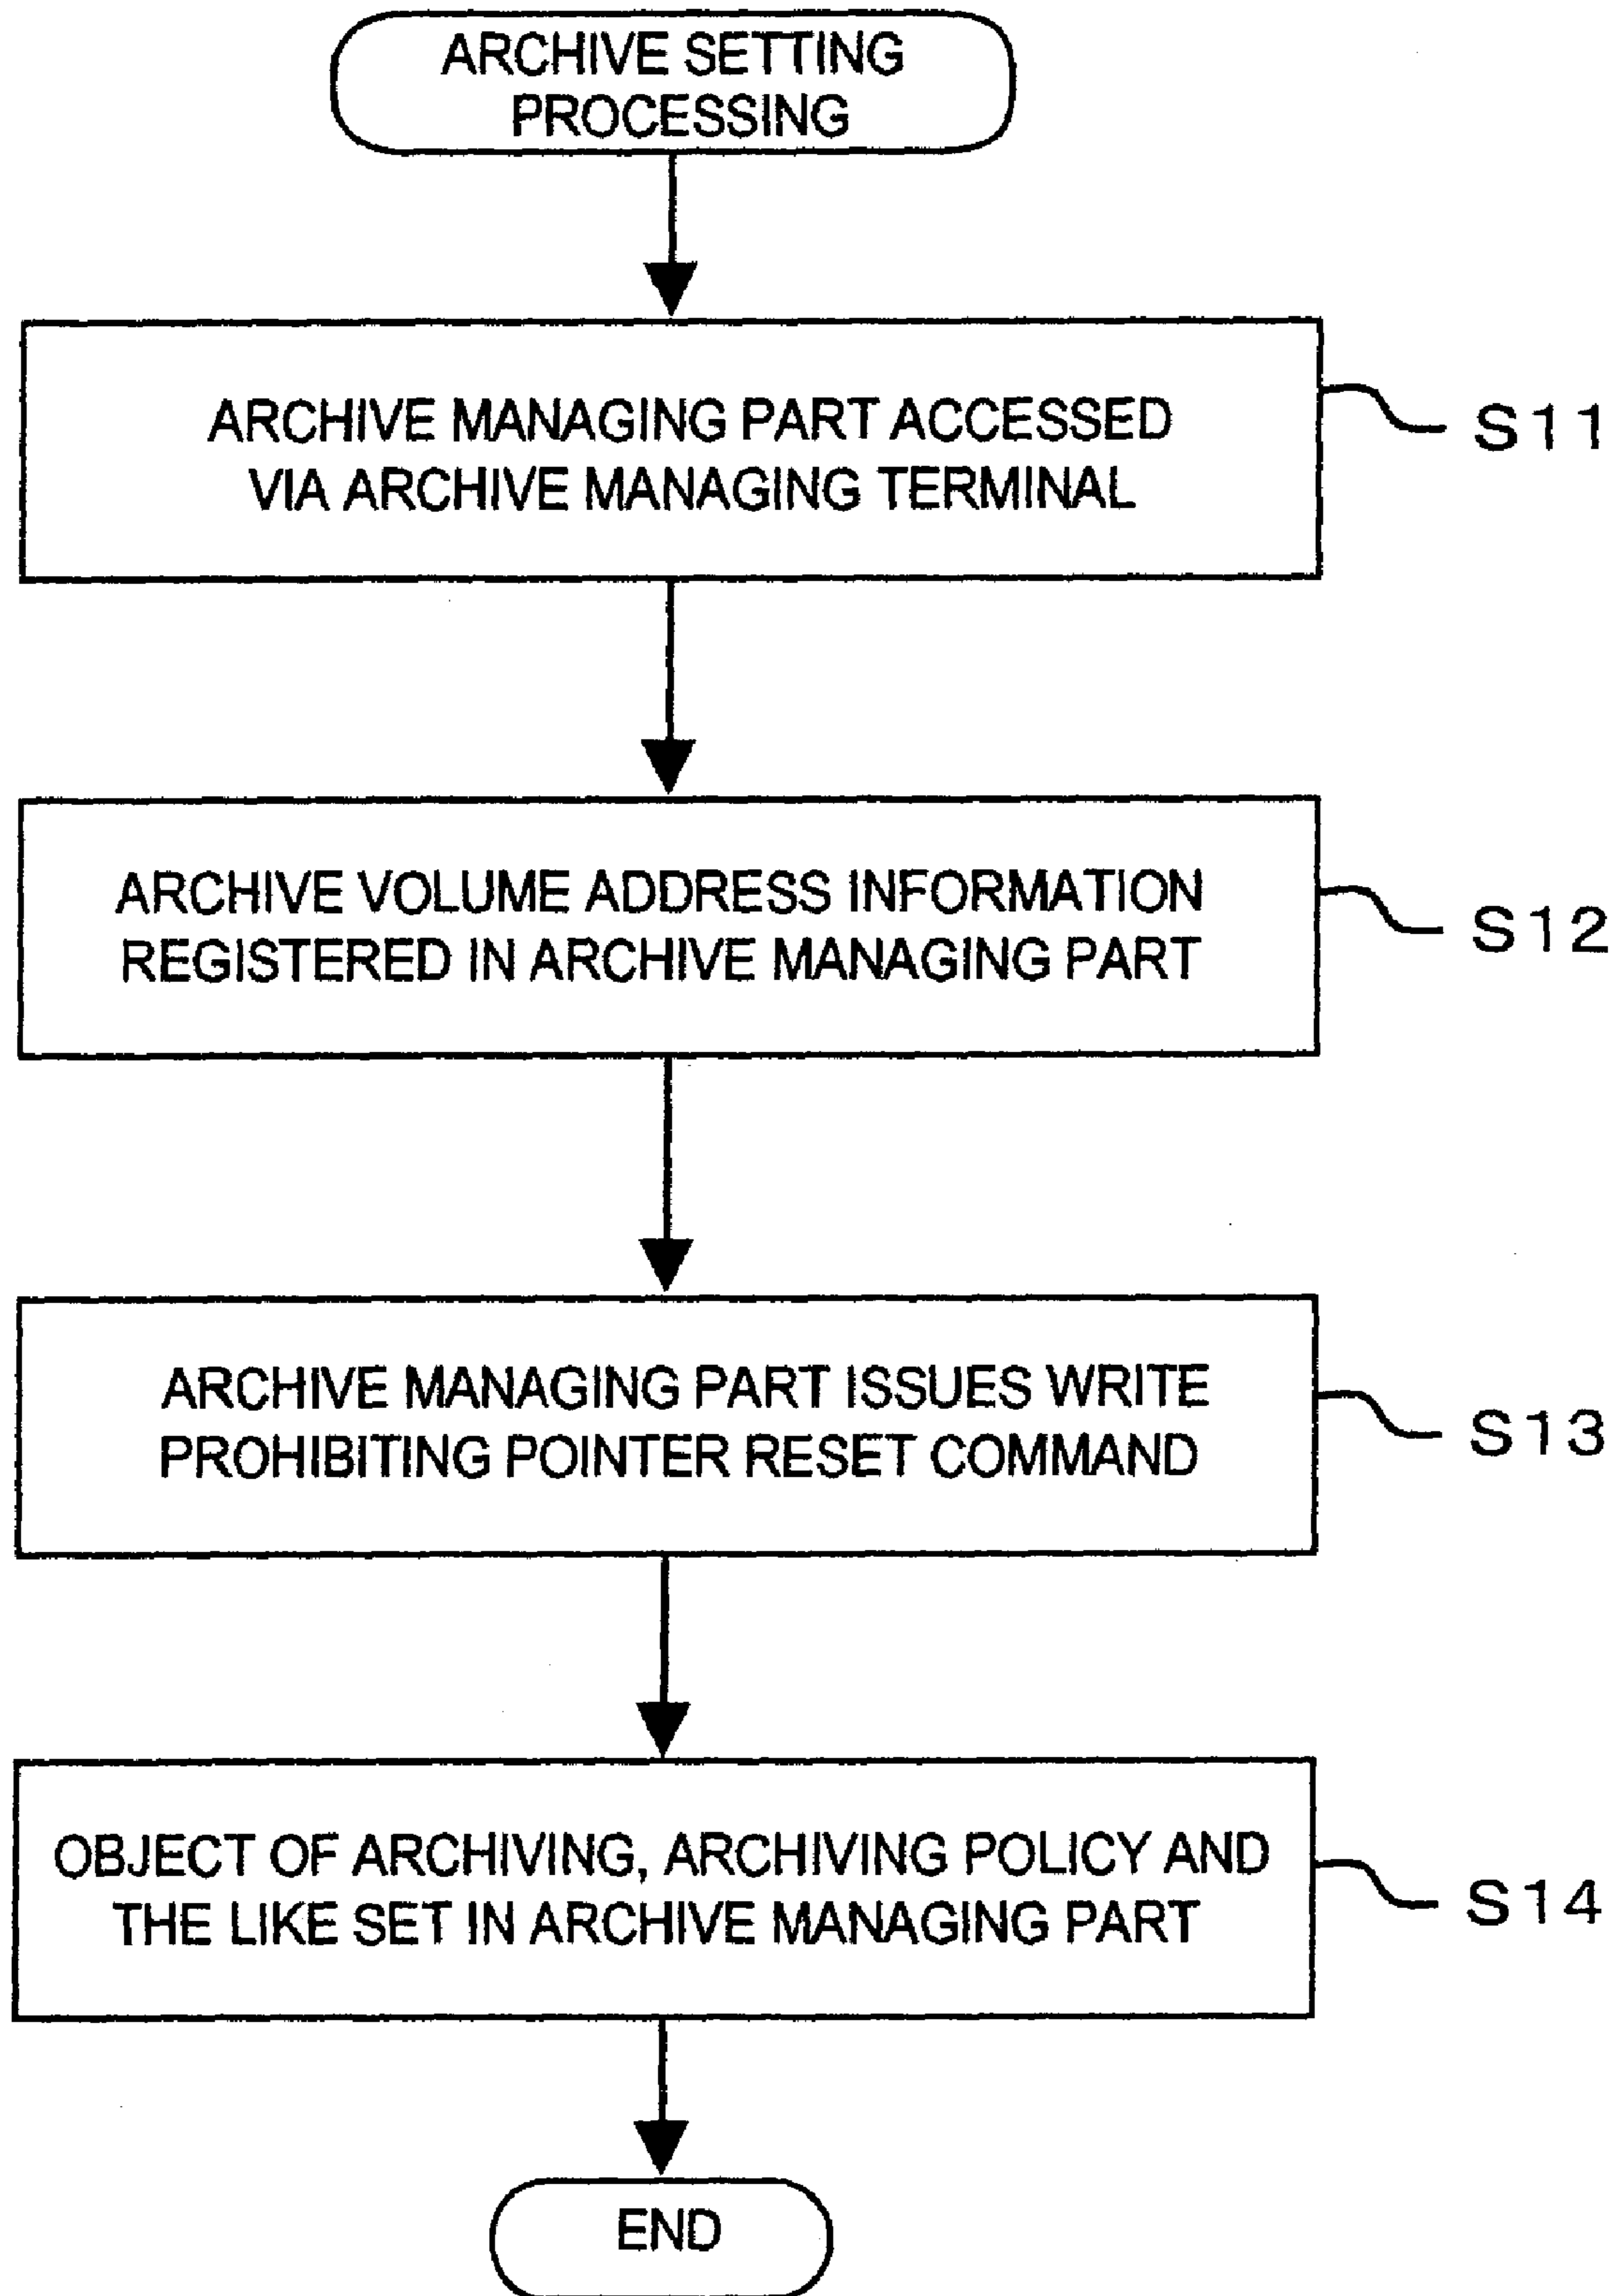 ARCHIVE SETTING
PROCESSING
ARCHIVE MANAGING PART ACCESSED
VIA ARCHIVE MANAGING TERMINAL
S11
ARCHIVE VOLUME ADDRESS INFORMATION
REGISTERED IN ARCHIVE MANAGING PART
S12
ARCHIVE MANAGING PART ISSUES WRITE
PROHIBITING POINTER RESET COMMAND
S13
OBJECT OF ARCHIVING, ARCHIVING POLICY AND
THE LIKE SET IN ARCHIVE MANAGING PART
S14
END